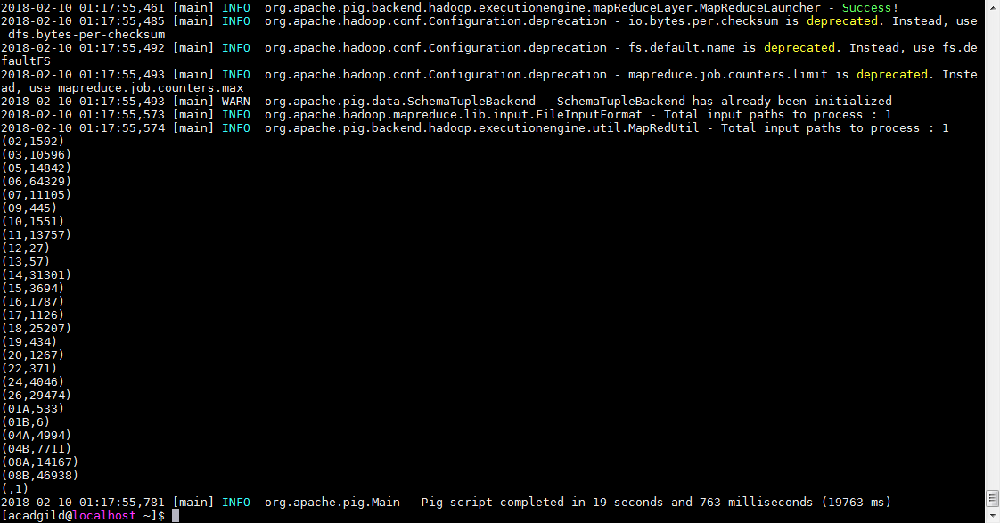 2018-02-10 01:17:55,461 [main] INFO  org.apache.pig.backend.hadoop.executionengine.mapReduceLayer.MapReduceLauncher - Success!
2018-02-10 01:17:55,485 [main] INFO  org.apache.hadoop.conf.Configuration.deprecation - io.bytes.per.checksum is deprecated. Instead, use
 dfs.bytes-per-checksum
2018-02-10 01:17:55,492 [main] INFO  org.apache.hadoop.conf.Configuration.deprecation - fs.default.name is deprecated. Instead, use fs.de
faultFS
2018-02-10 01:17:55,493 [main] INFO  org.apache.hadoop.conf.Configuration.deprecation - mapreduce.job.counters.limit is deprecated. Inste
ad, use mapreduce.job.counters.max
2018-02-10 01:17:55,493 [main] WARN  org.apache.pig.data.SchemaTupleBackend - SchemaTupleBackend has already been initialized
2018-02-10 01:17:55,573 [main] INFO  org.apache.hadoop.mapreduce.lib.input.FileInputFormat - Total input paths to process : 1
2018-02-10 01:17:55,574 [main] INFO  org.apache.pig.backend.hadoop.executionengine.util.MapRedUtil - Total input paths to process : 1
(02,1502)
(03,10596)
(05,14842)
(06,64329)
(07,11105)
(09,445)
(10,1551)
(11,13757)
(12,27)
(13,57)
(14,31301)
(15,3694)
(16,1787)
(17,1126)
(18,25207)
(19,434)
(20,1267)
(22,371)
(24,4046)
(26,29474)
(01A,533)
(01B,6)
(04A,4994)
(04B,7711)
(08A,14167)
(08B,46938)
(,1)
2018-02-10 01:17:55,781 [main] INFO  org.apache.pig.Main - Pig script completed in 19 seconds and 763 milliseconds (19763 ms)
[acadgild@localhost ~]$